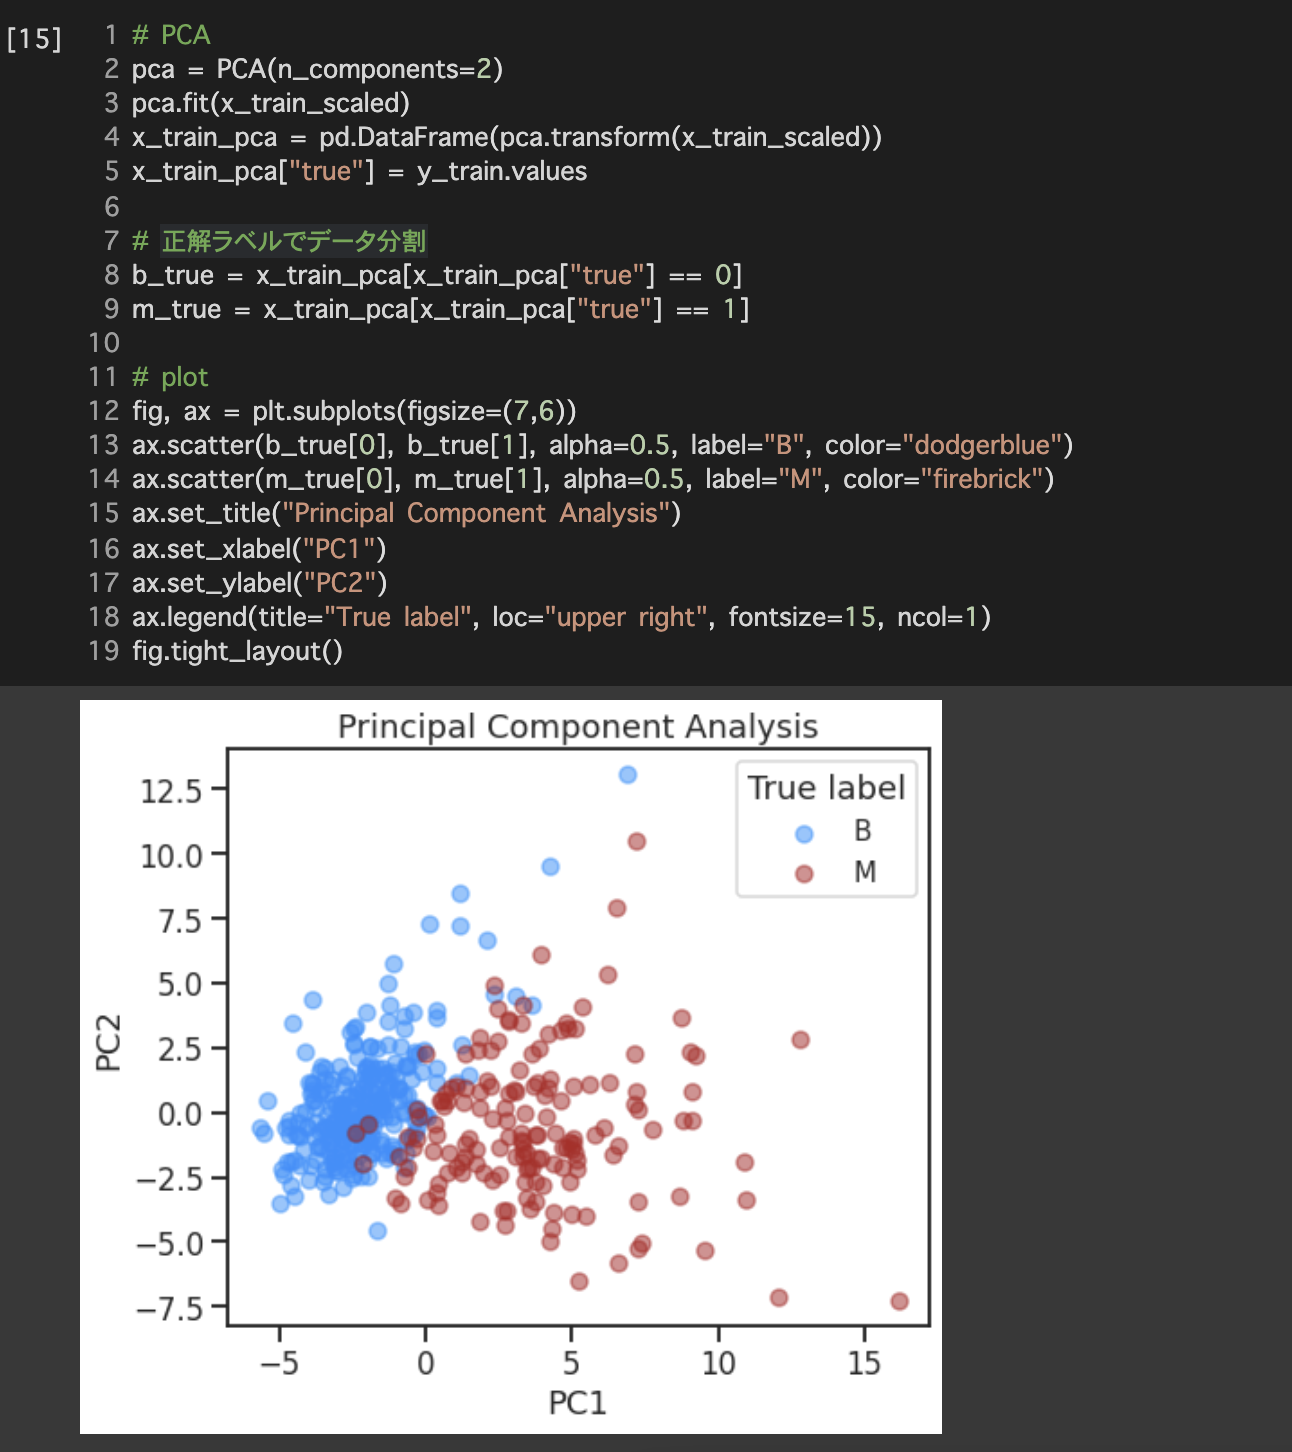 [15]
1 # PCA
2 pca = PCA(n_components=2)
3 pca.fit(x_train_scaled)
4 x_train_pca = pd.DataFrame(pca.transform(x_train_scaled))
5 x_train_pca["true"] = y_train.values
6
7 # 正解ラベルでデータ分割
8 b_true = x_train_pca[x_train_pca["true"] == 0]
9 m_true = x_train_pca[x_train_pca["true"] == 1]
10
11 # plot
12 fig, ax = plt.subplots(figsize=(7,6))
13 ax.scatter(b_true[0], b_true[1], alpha=0.5, label="B", color="dodgerblue")
14 ax.scatter(m_true[0], m_true[1], alpha=0.5, label="M", color="firebrick")
15 ax.set_title("Principal Component Analysis")
16 ax.set_xlabel("PC1")
17 ax.set_ylabel("PC2")
18 ax.legend(title="True label", loc="upper right", fontsize=15, ncol=1)
19 fig.tight_layout()
Principal Component Analysis
True label
B
M
12.5
10.0
7.5
5.0
2.5
0.0
−2.5
−5.0
−7.5
PC2
−5 0 5 10 15
PC1